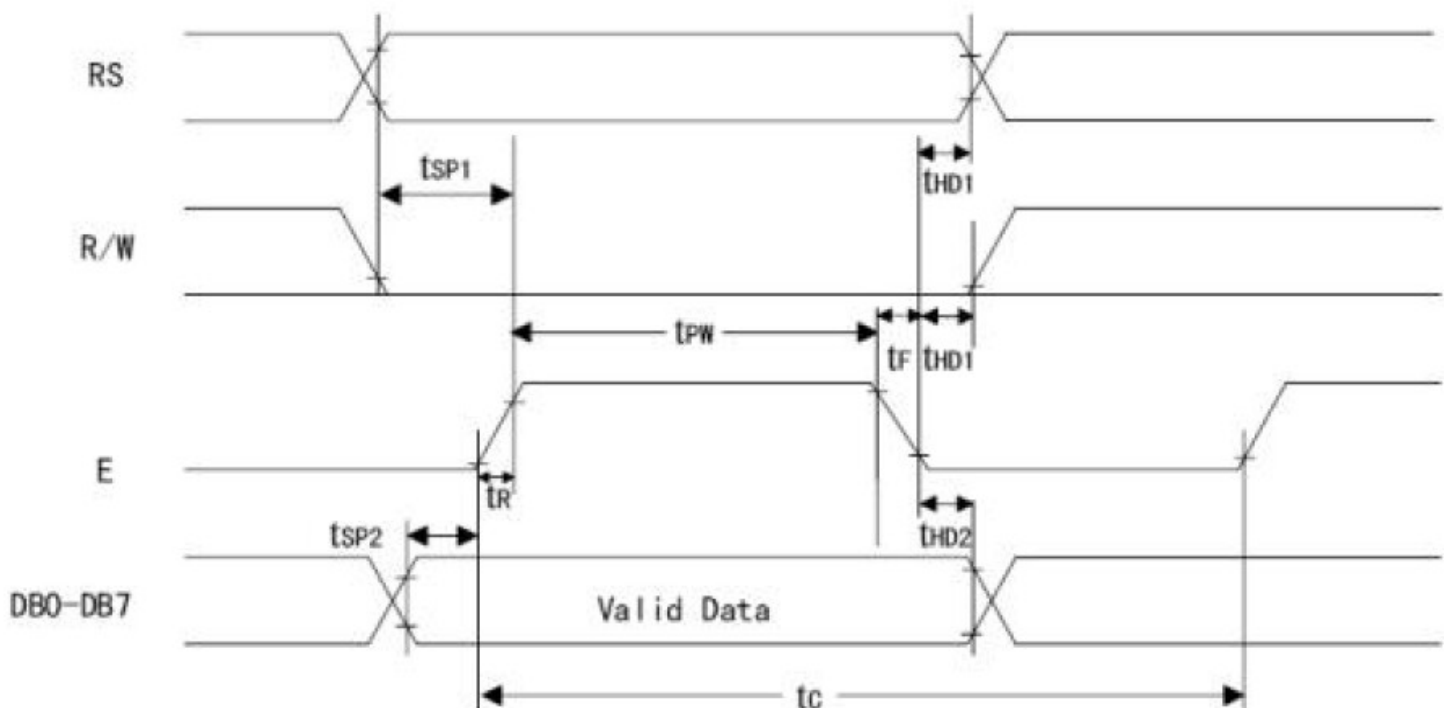 RS
tSP1
tHD1
R/W
tPW
tF tHD1
E
tR
tSP2
tHD2
DB0-DB7
Valid Data
tC